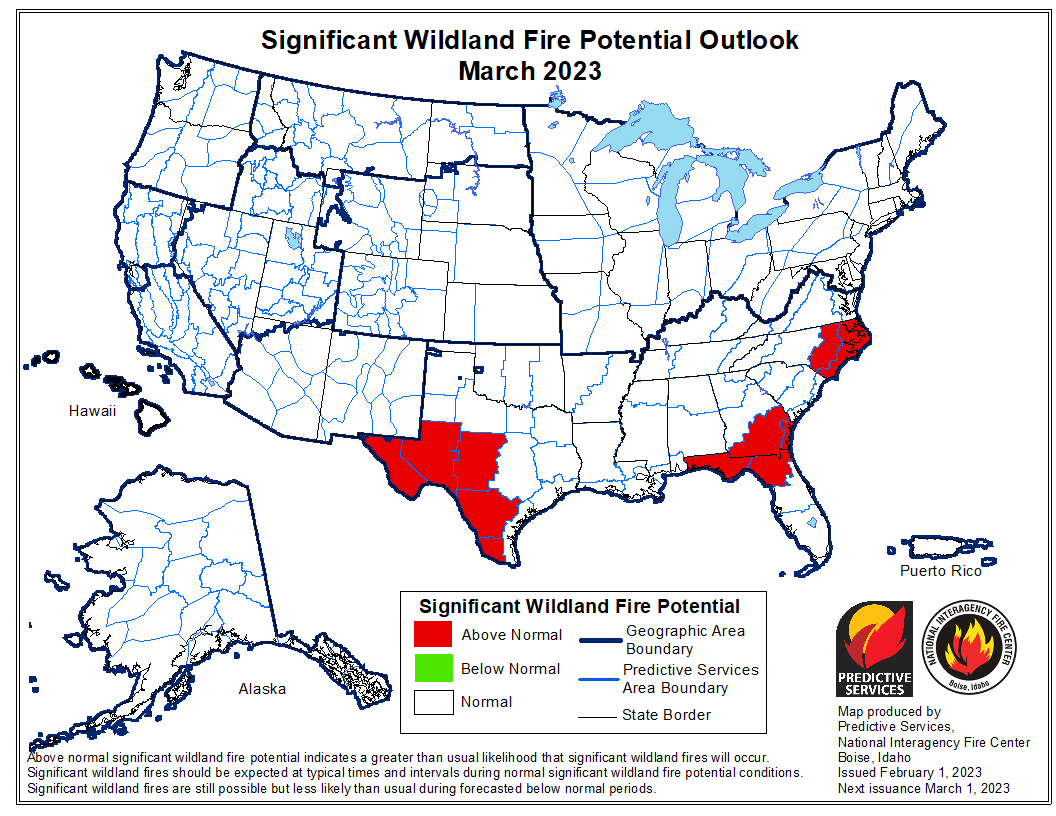 Significant Wildland Fire Potential Outlook
March 2023
Hawaii
Puerto Rico
Alaska
Significant Wildland Fire Potential
Above Normal
Below Normal
Normal
Geographic Area
Boundary
Predictive Services
Area Boundary
State Border
PREDICTIVE
SERVICES
NATIONAL INTERAGENCY FIRE CENTER
Boise, Idaho
Map produced by
Predictive Services,
National Interagency Fire Center
Boise, Idaho
Issued February 1, 2023
Next issuance March 1, 2023
Above normal significant wildland fire potential indicates a greater than usual likelihood that significant wildland fires will occur.
Significant wildland fires should be expected at typical times and intervals during normal significant wildland fire potential conditions.
Significant wildland fires are still possible but less likely than usual during forecasted below normal periods.